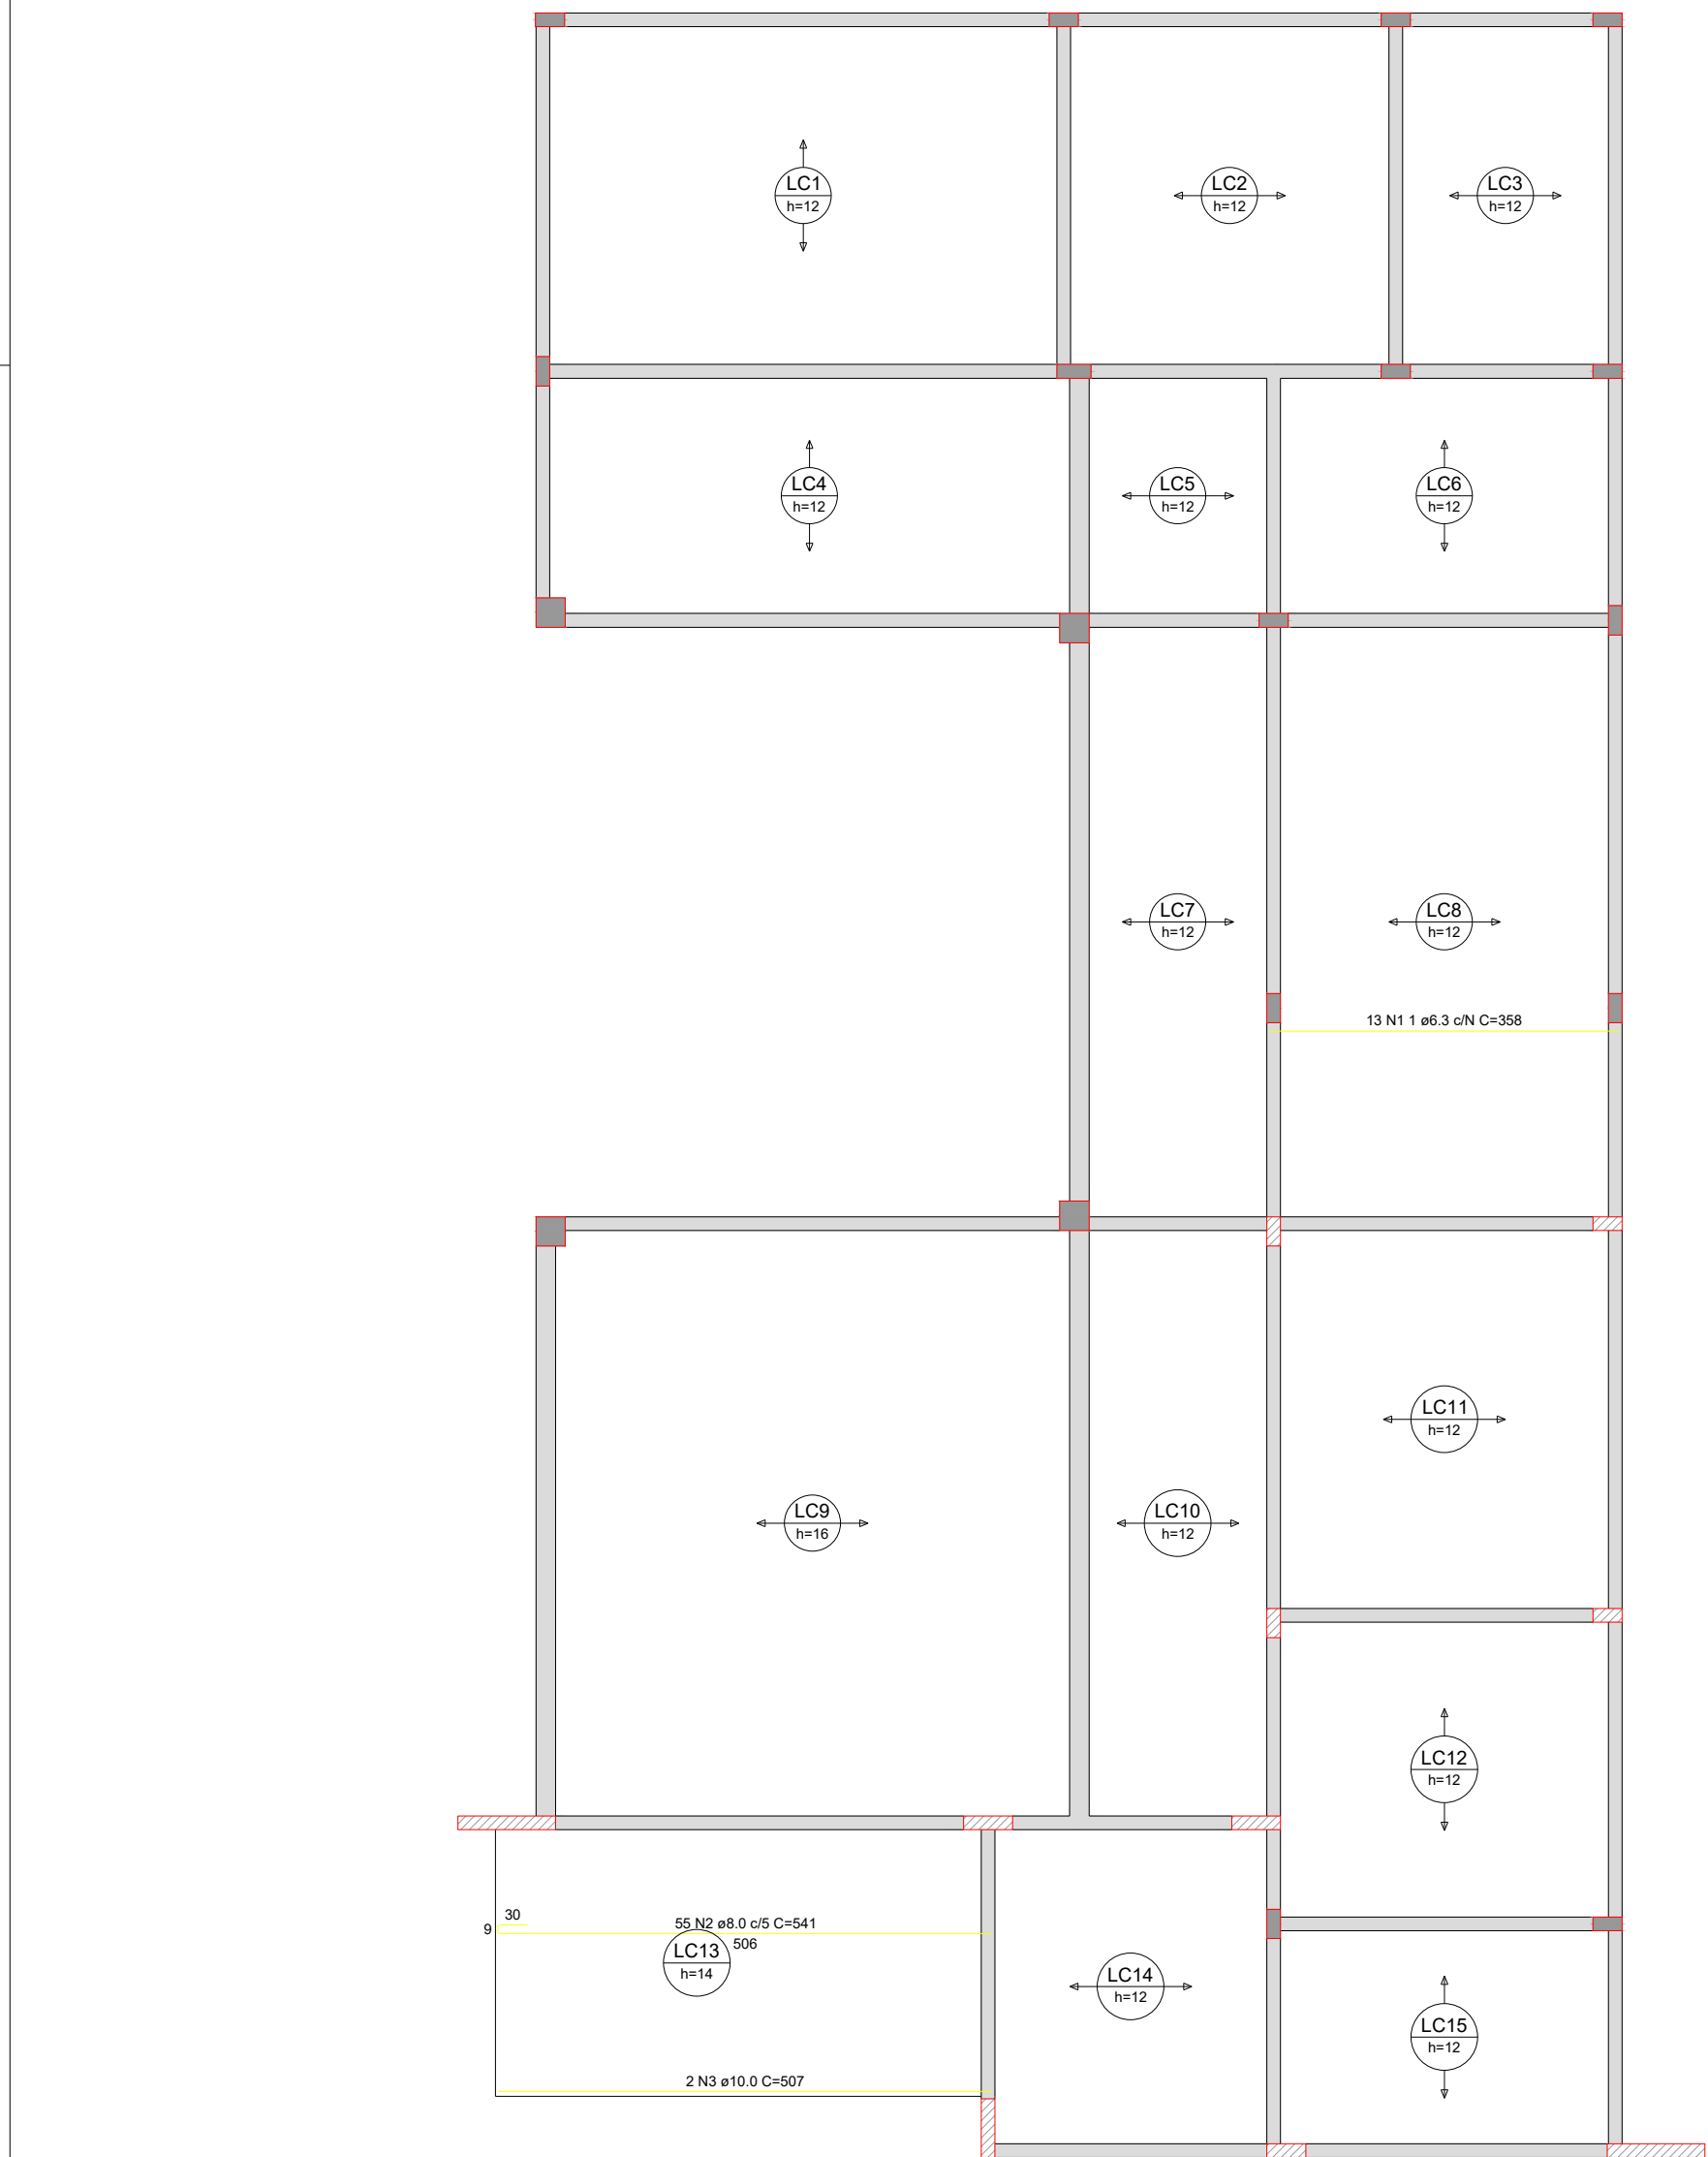 LC1
h=12
LC2
h=12
LC3
h=12
LC4
h=12
LC5
h=12
LC6
h=12
LC7
h=12
LC8
h=12
13 N1 1 ø6.3 c/N C=358
LC11
h=12
LC9
h=16
LC10
h=12
LC12
h=12
30
9
55 N2 ø8.0 c/5 C=541
506
LC13
h=14
LC14
h=12
LC15
h=12
2 N3 ø10.0 C=507